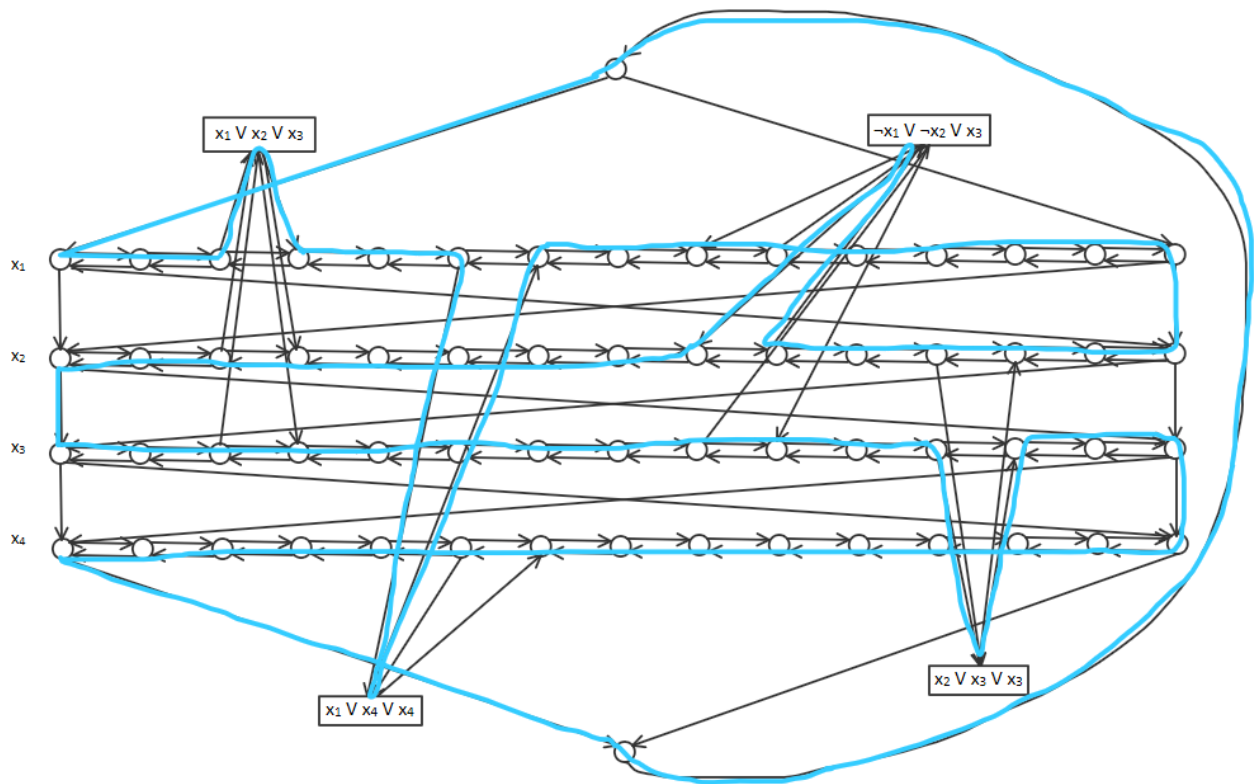 x₁ V x₂ V x₃
¬x₁ V ¬x₂ V x₃
x₁
x₂
x₃
x₄
x₂ V x₃ V x₃
x₁ V x₄ V x₄